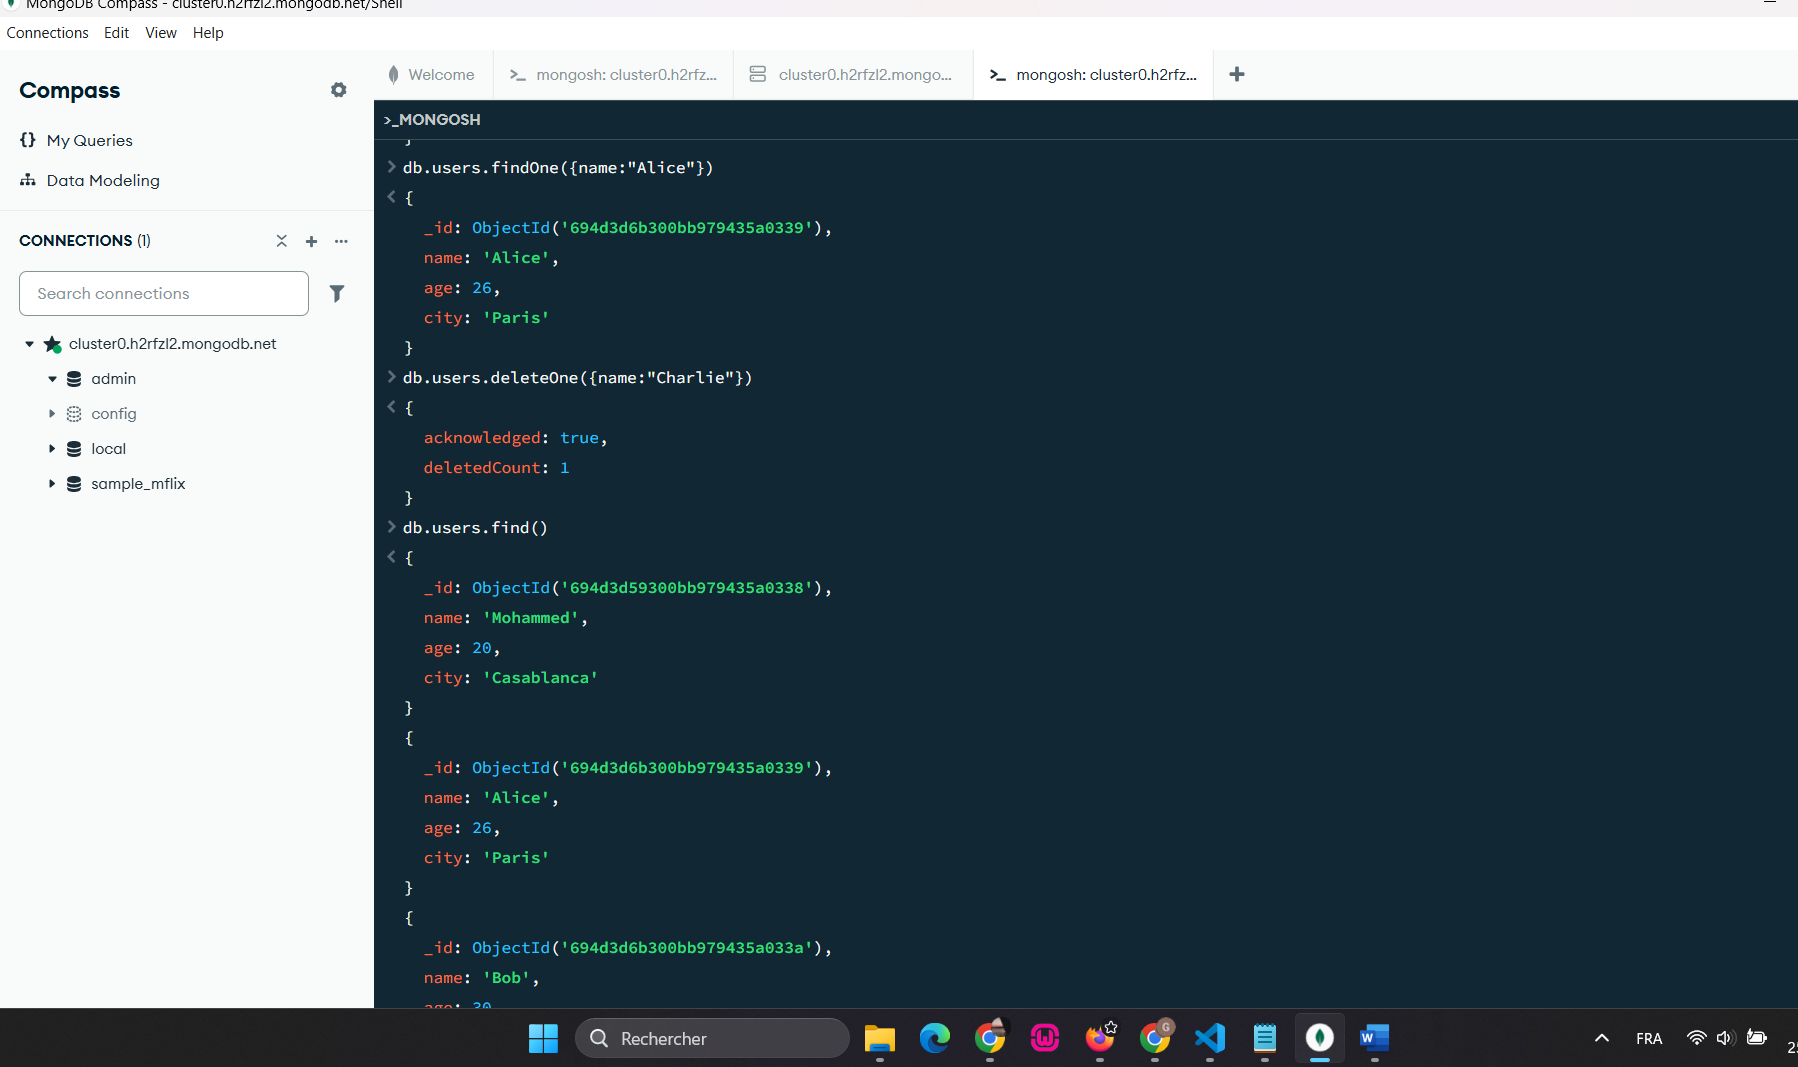 MongoDB Compass - cluster0.h2rfzl2.mongodb.net/Shell
Connections Edit View Help
Compass
My Queries
Data Modeling
CONNECTIONS (1)
Search connections
cluster0.h2rfzl2.mongodb.net
admin
config
local
sample_mflix
Welcome
mongosh: cluster0.h2rfz...
cluster0.h2rfzl2.mongo...
mongosh: cluster0.h2rfz...
>_MONGOSH
}
> db.users.findOne({name:"Alice"})
< {
_id: ObjectId('694d3d6b300bb979435a0339'),
name: 'Alice',
age: 26,
city: 'Paris'
}
> db.users.deleteOne({name:"Charlie"})
< {
acknowledged: true,
deletedCount: 1
}
> db.users.find()
< {
_id: ObjectId('694d3d59300bb979435a0338'),
name: 'Mohammed',
age: 20,
city: 'Casablanca'
}
{
_id: ObjectId('694d3d6b300bb979435a0339'),
name: 'Alice',
age: 26,
city: 'Paris'
}
{
_id: ObjectId('694d3d6b300bb979435a033a'),
name: 'Bob',
age: 30
Rechercher
FRA